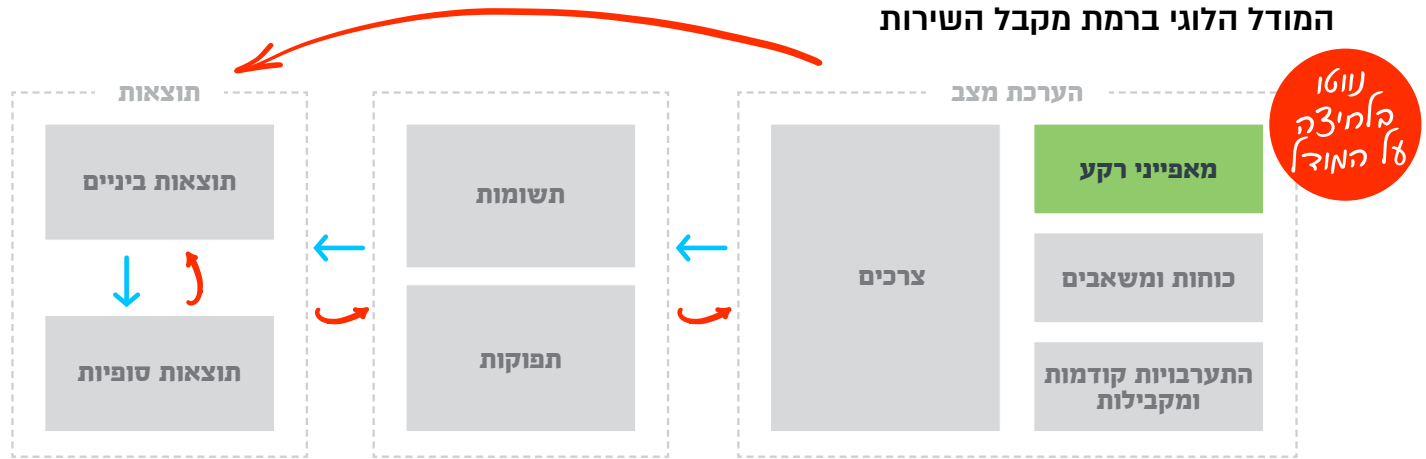 המודל הלוגי ברמת מקבל השירות
נווטו
בלחיצה
על המודל
הערכת מצב
מאפייני רקע
כוחות ומשאבים
התערבויות קודמות
ומקבילות
צרכים
תשומות
תפוקות
תוצאות
תוצאות ביניים
תוצאות סופיות